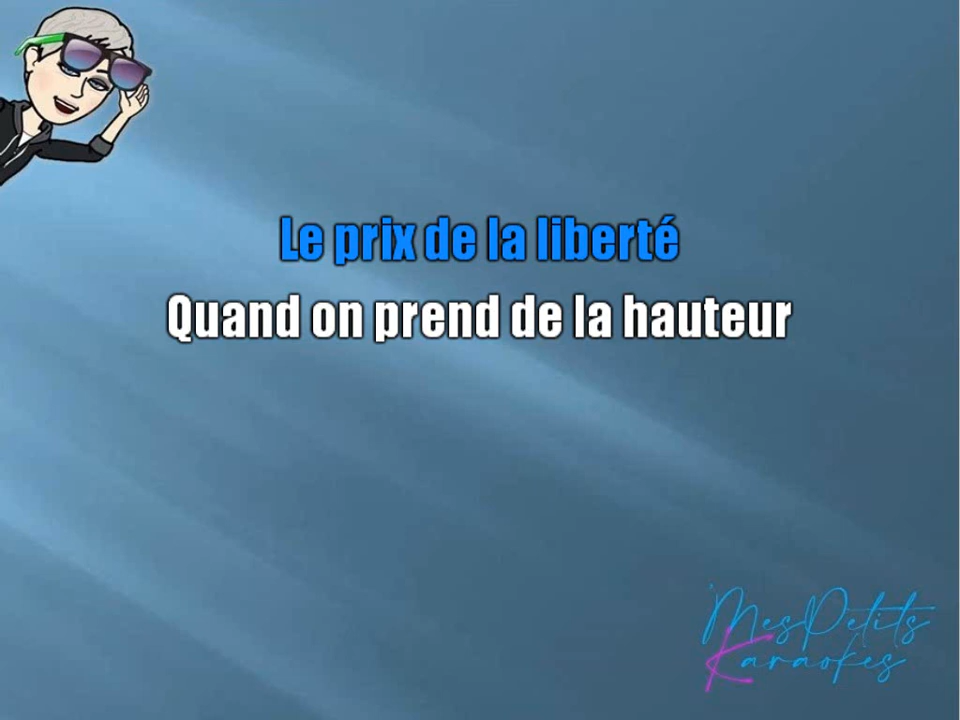 Le prix de la liberté
Quand on prend de la hauteur
MesPetits
Karaokes